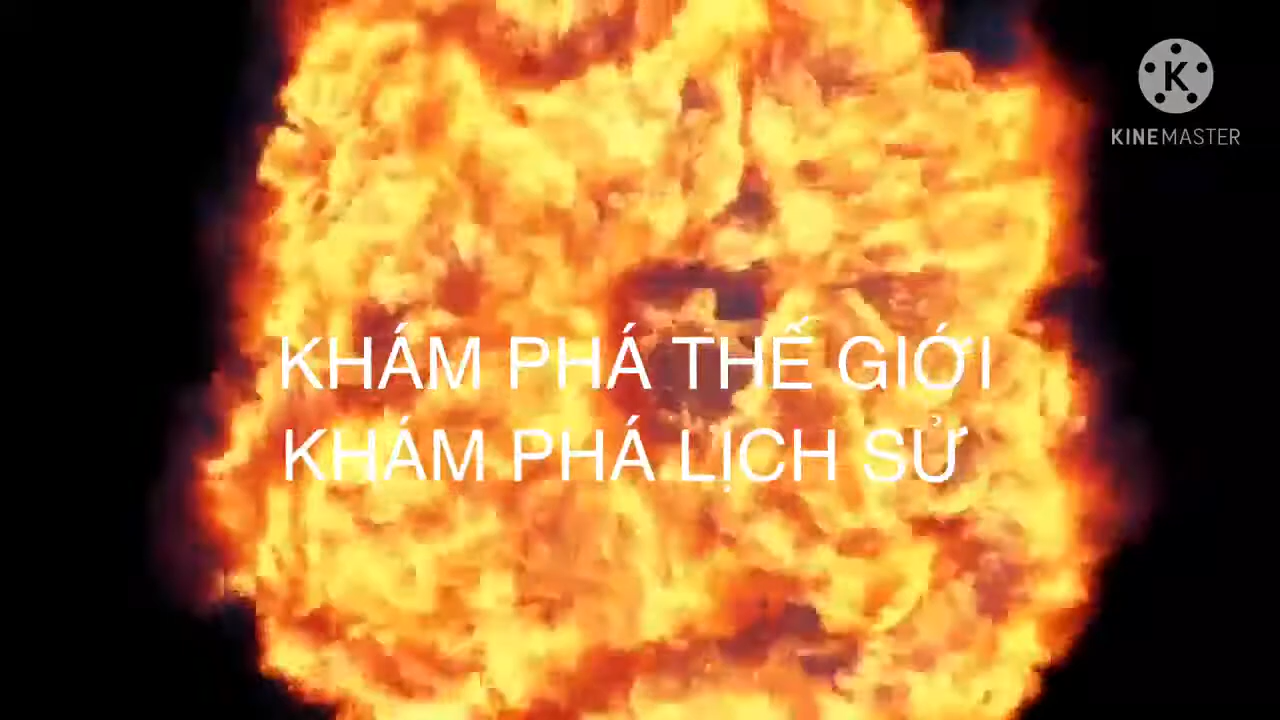 K
KINEMASTER
KHÁM PHÁ THẾ GIỚI
KHÁM PHÁ LỊCH SỬ